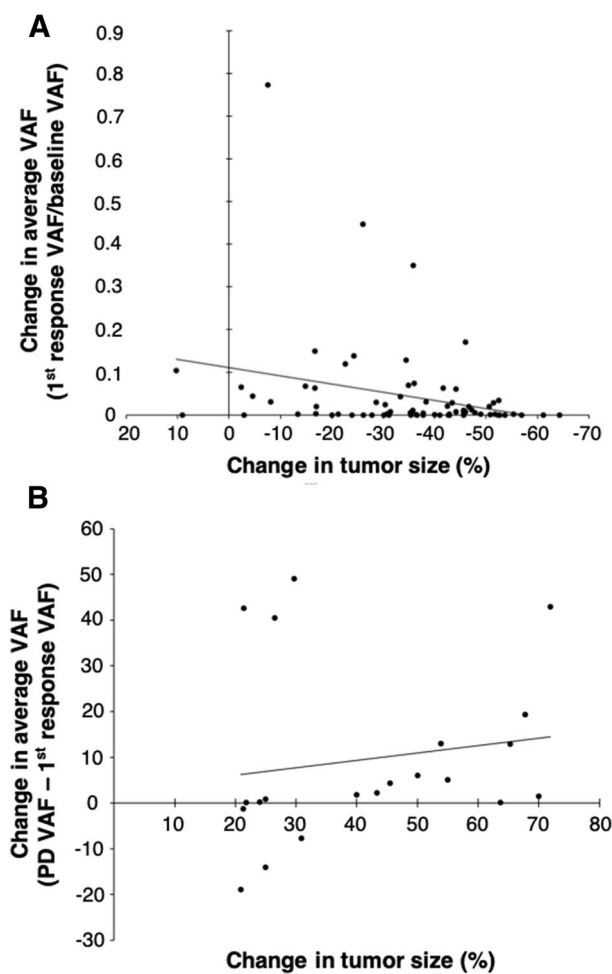 A
Change in average VAF
(1st response VAF/baseline VAF)
0.9
0.8
0.7
0.6
0.5
0.4
0.3
0.2
0.1
0
20 10 0 -10 -20 -30 -40 -50 -60 -70
Change in tumor size (%)
B
Change in average VAF
(PD VAF – 1st response VAF)
60
50
40
30
20
10
0
-10
-20
-30
10 20 30 40 50 60 70 80
Change in tumor size (%)